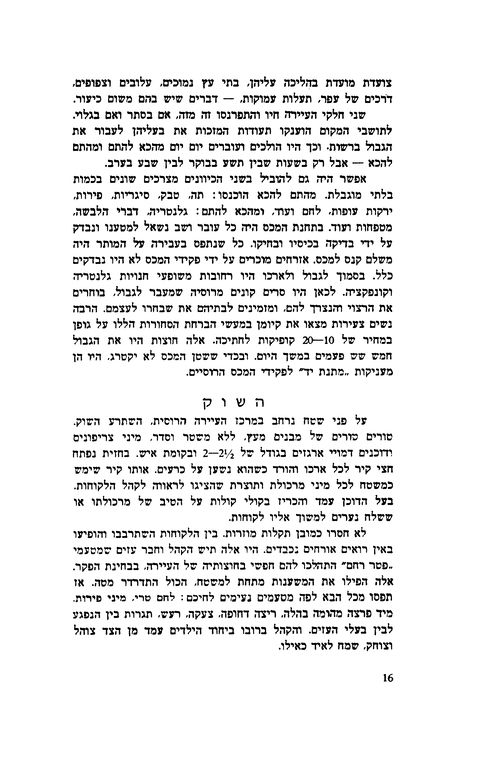 צועדת מועדת בהליכה עליהן, בתי עץ נמוכים, עלובים וצפופים,
דרכים של עפר, תעלות עמוקות, — דברים שיש בהם משום כיעור.
שני חלקי העיירה חיו והתפרנסו זה מזה, אם בסתר ואם בגלוי.
לתושבי המקום הוענקו תעודות המזכות את בעליהן לעבור את
הגבול ברשות, וכך היו הולכים ועוברים יום יום מהכא להתם ומהתם
להכא — אבל רק בשעות שבין תשע בבוקר לבין שבע בערב.
אפשר היה גם להוביל בשני הכיוונים מצרכים שונים בכמות
בלתי מוגבלת. מהתם להכא הוכנסו: תה, טבק, סיגריות, פירות,
ירקות עופות, לחם ועוד, ומהכא להתם: גלנטריה, דברי הלבשה,
מטפחות ועוד. בתחנת המכס היה כל עובר ושב נשאל למטענו ונבדק
על ידי בדיקה בכיסיו ובחיקו. כל שנתפס בעבירה על המותר היה
משלם קנס למכס. אזרחים מוכרים על ידי פקידי המכס לא היו נבדקים
כלל. בסמוך לגבול ולארכו היו רחובות משופעי חנויות גלנטריה
וקונפקציה. לכאן היו סרים קונים מרוסיה שמעבר לגבול, בוחרים
את הרצוי והנצרך להם, ומזמינים לבתיהם את שבחרו לעצמם. הרבה
נשים צעירות מצאו את קיומן במעשי הברחת הסחורות הללו על גופן
במחיר של 10—20 קופיקות לחתיכה. אלה חוצות היו את הגבול
חמש שש פעמים במשך היום. ובכדי ששטן המכס לא יקטרג, היו הן
מעניקות „מתנת יד״ לפקידי המכס הרוסיים.
השוק
על פני שטח נרחב במרכז העיירה הרוסית, השתרע השוק.
טורים טורים של מבנים מעץ, ללא משטר וסדר, מיני צריפונים
ודוכנים דמויי ארגזים בגודל של 2—2½ ובקומת איש. בחזית נפתח
חצי קיר לכל ארכו והורד כשהוא נשען על כרעים. אותו קיר שימש
כמשטח לכל מיני מרכולת ותוצרת שהציגו לראווה לקהל הלקוחות.
בעל הדוכן עמד והכריז בקולי קולות על הטיב של מרכולתו או
ששלח נערים למשוך אליו לקוחות.
לא חסרו כמובן תקלות מוזרות. בין הלקוחות השתרבבו והופיעו
באין רואים אורחים נכבדים. היו אלה תיש הקהל וחבר עזים שמטעמי
„פטר רחם״ התהלכו להם חפשי בחוצותיה של העיירה, בבחינת הפקר.
אלה הפילו את המשענות מתחת למשטח, הכול התדרדר מטה. אז
תפסו מכל הבא לפה מטעמים נעימים לחיכם: לחם טרי, מיני פירות.
מיד פרצה מהומה בהלה, ריצה דחופה, צעקה, רעש, תגרות בין הנפגע
לבין בעלי העזים. והקהל ברובו ביחוד הילדים עמד מן הצד צוהל
וצוחק, שמח לאיד כאילו.
16